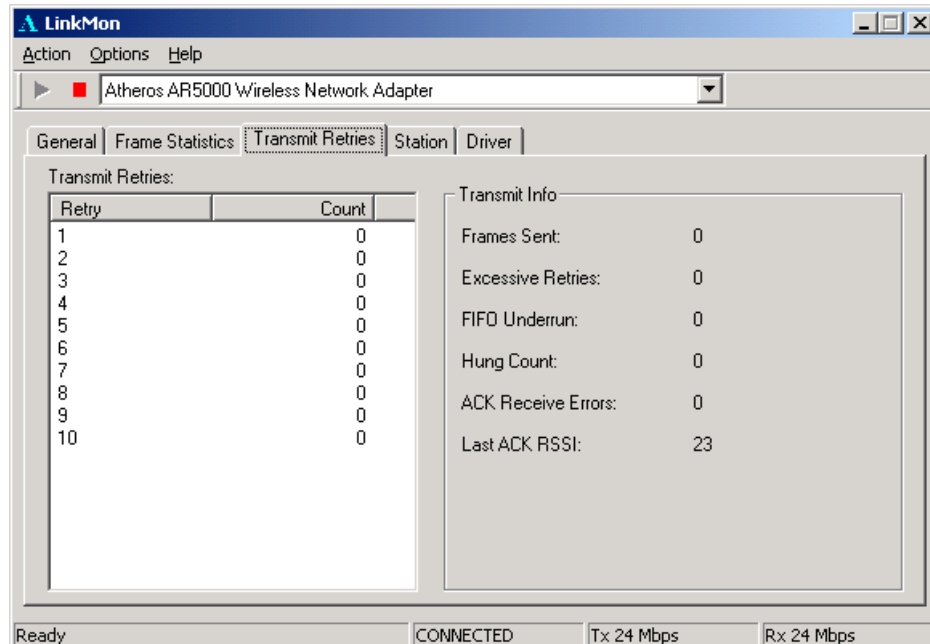 LinkMon
Action Options Help
Atheros AR5000 Wireless Network Adapter
General Frame Statistics Transmit Retries Station Driver
Transmit Retries:
Retry Count
1 0
2 0
3 0
4 0
5 0
6 0
7 0
8 0
9 0
10 0
Transmit Info
Frames Sent: 0
Excessive Retries: 0
FIFO Underrun: 0
Hung Count: 0
ACK Receive Errors: 0
Last ACK RSSI: 23
Ready CONNECTED Tx 24 Mbps Rx 24 Mbps